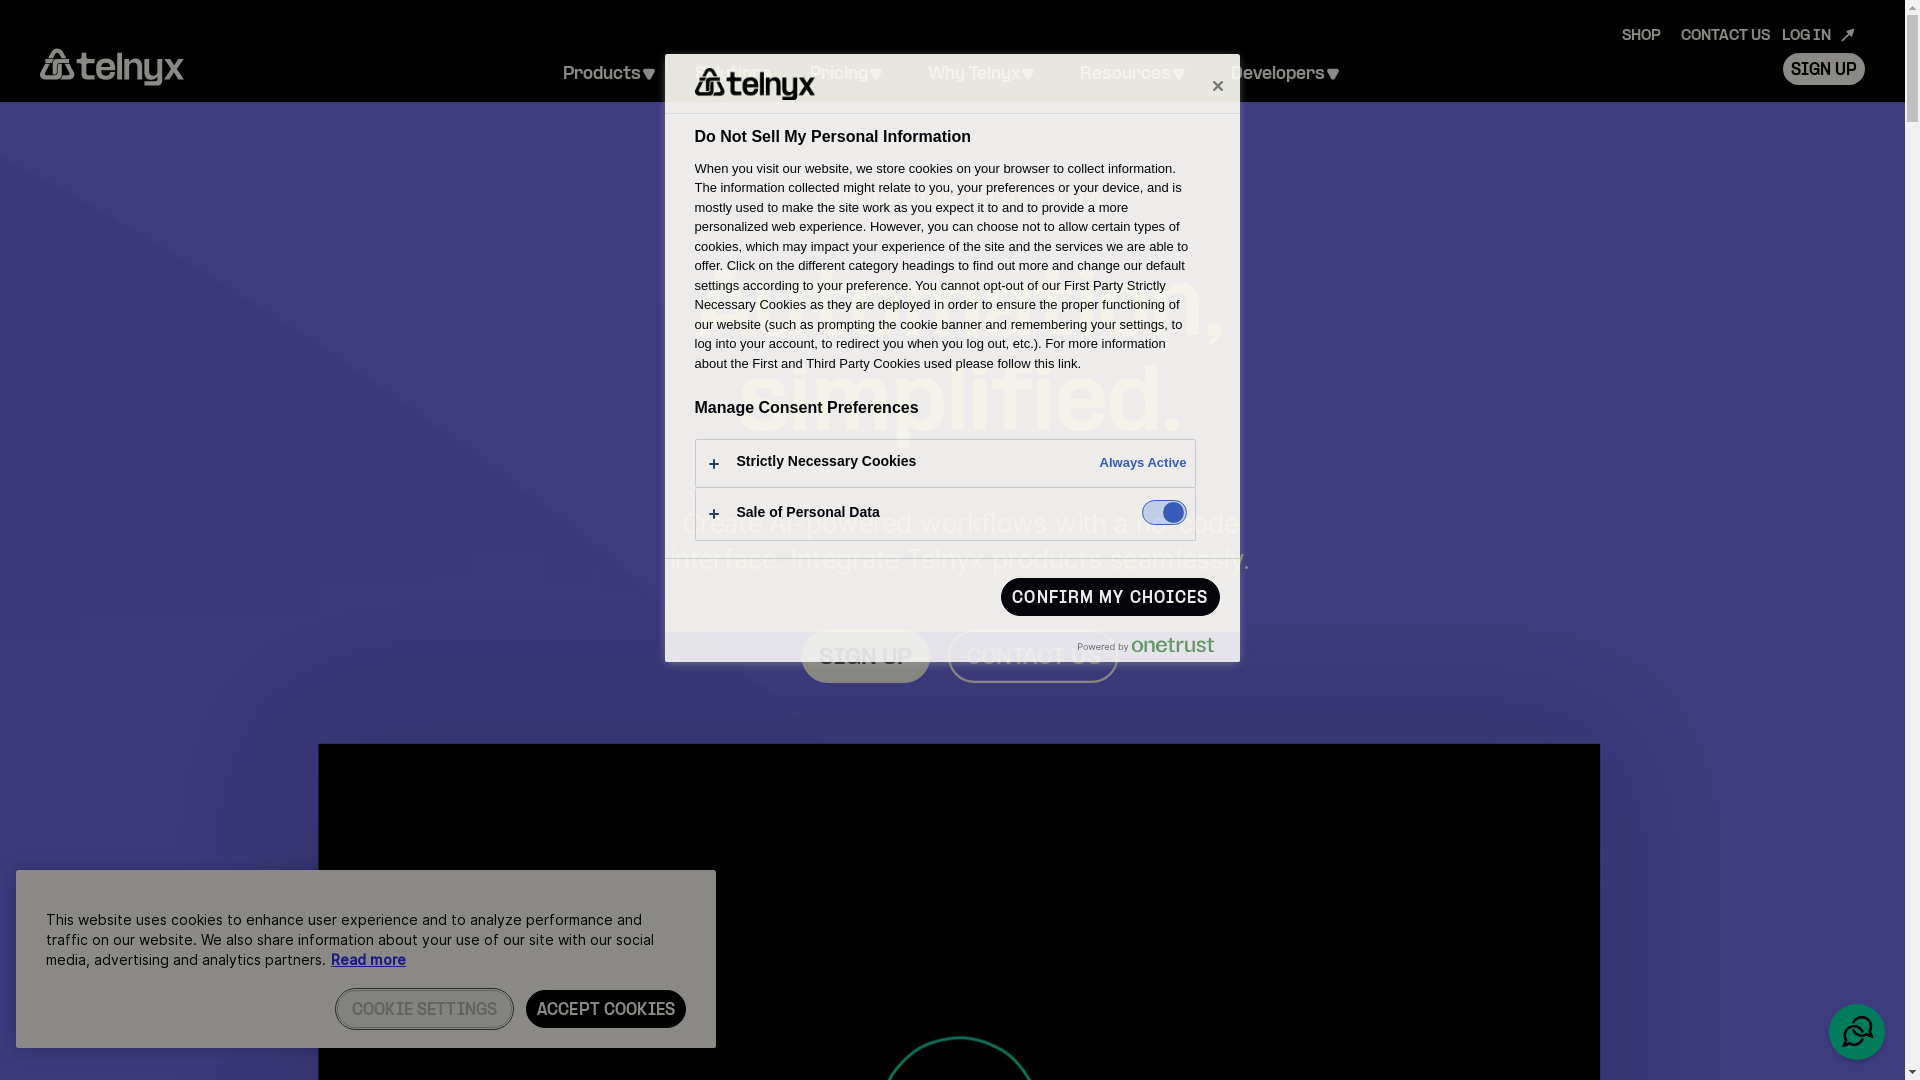 SHOP CONTACT US LOG IN
telnyx
Products Solutions Pricing Why Telnyx Resources Developers
SIGN UP
telnyx
Do Not Sell My Personal Information
When you visit our website, we store cookies on your browser to collect information.
The information collected might relate to you, your preferences or your device, and is
mostly used to make the site work as you expect it to and to provide a more
personalized web experience. However, you can choose not to allow certain types of
cookies, which may impact your experience of the site and the services we are able to
offer. Click on the different category headings to find out more and change our default
settings according to your preference. You cannot opt-out of our First Party Strictly
Necessary Cookies as they are deployed in order to ensure the proper functioning of
our website (such as prompting the cookie banner and remembering your settings, to
log into your account, to redirect you when you log out, etc.). For more information
about the First and Third Party Cookies used please follow this link.
simplified.
Manage Consent Preferences
Strictly Necessary Cookies Always Active
Sale of Personal Data
Create AI-powered workflows with a no-code
interface. Integrate Telnyx products seamlessly.
CONFIRM MY CHOICES
Powered by onetrust
SIGN UP CONTACT US
This website uses cookies to enhance user experience and to analyze performance and
traffic on our website. We also share information about your use of our site with our social
media, advertising and analytics partners. Read more
COOKIE SETTINGS ACCEPT COOKIES